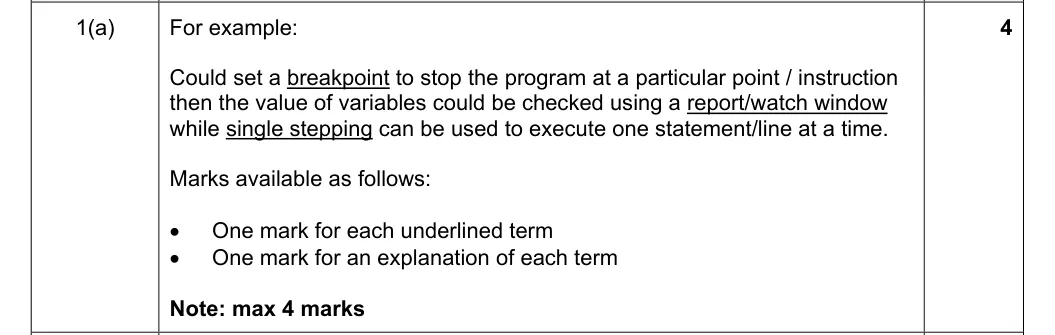 1(a) For example: 4
Could set a breakpoint to stop the program at a particular point / instruction
then the value of variables could be checked using a report/watch window
while single stepping can be used to execute one statement/line at a time.
Marks available as follows:
• One mark for each underlined term
• One mark for an explanation of each term
Note: max 4 marks